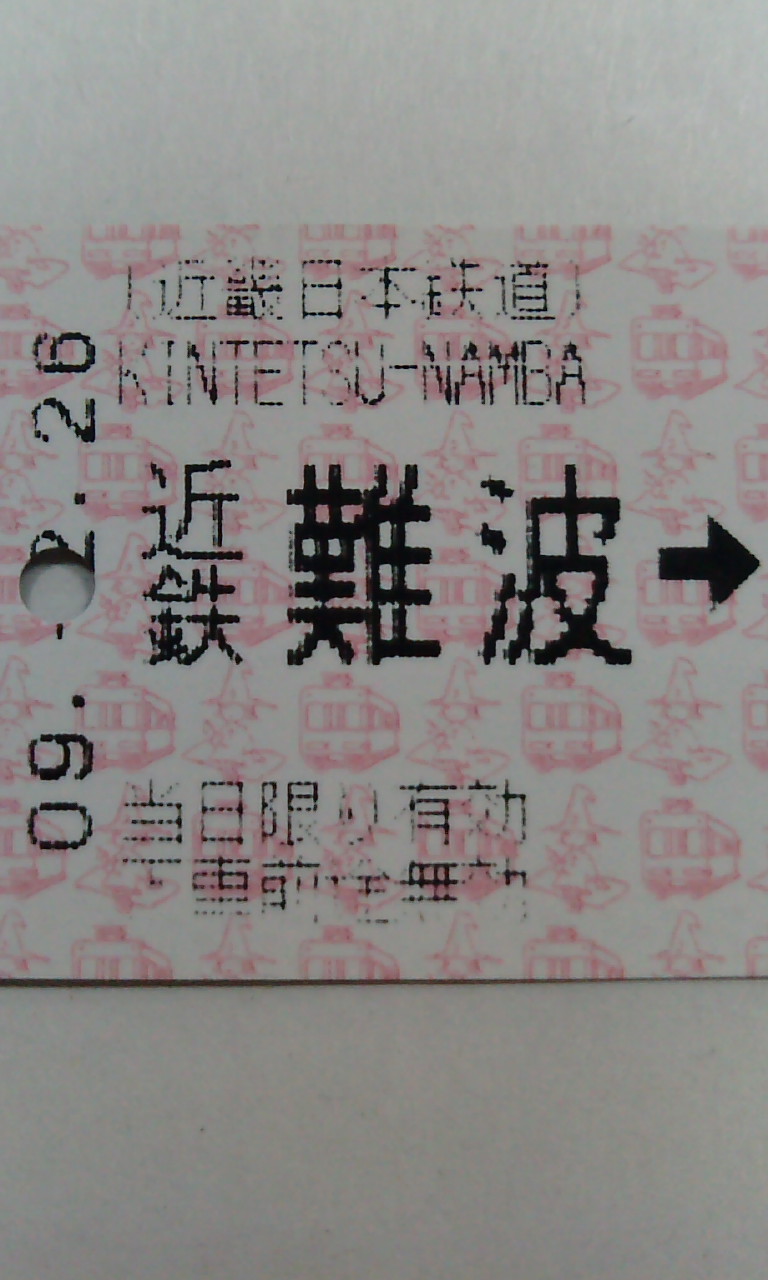 (近畿日本鉄道)
KINTETSU-NAMBA
近鉄 難波 ➡
当日限り有効
下車前途無効
09.-2.26